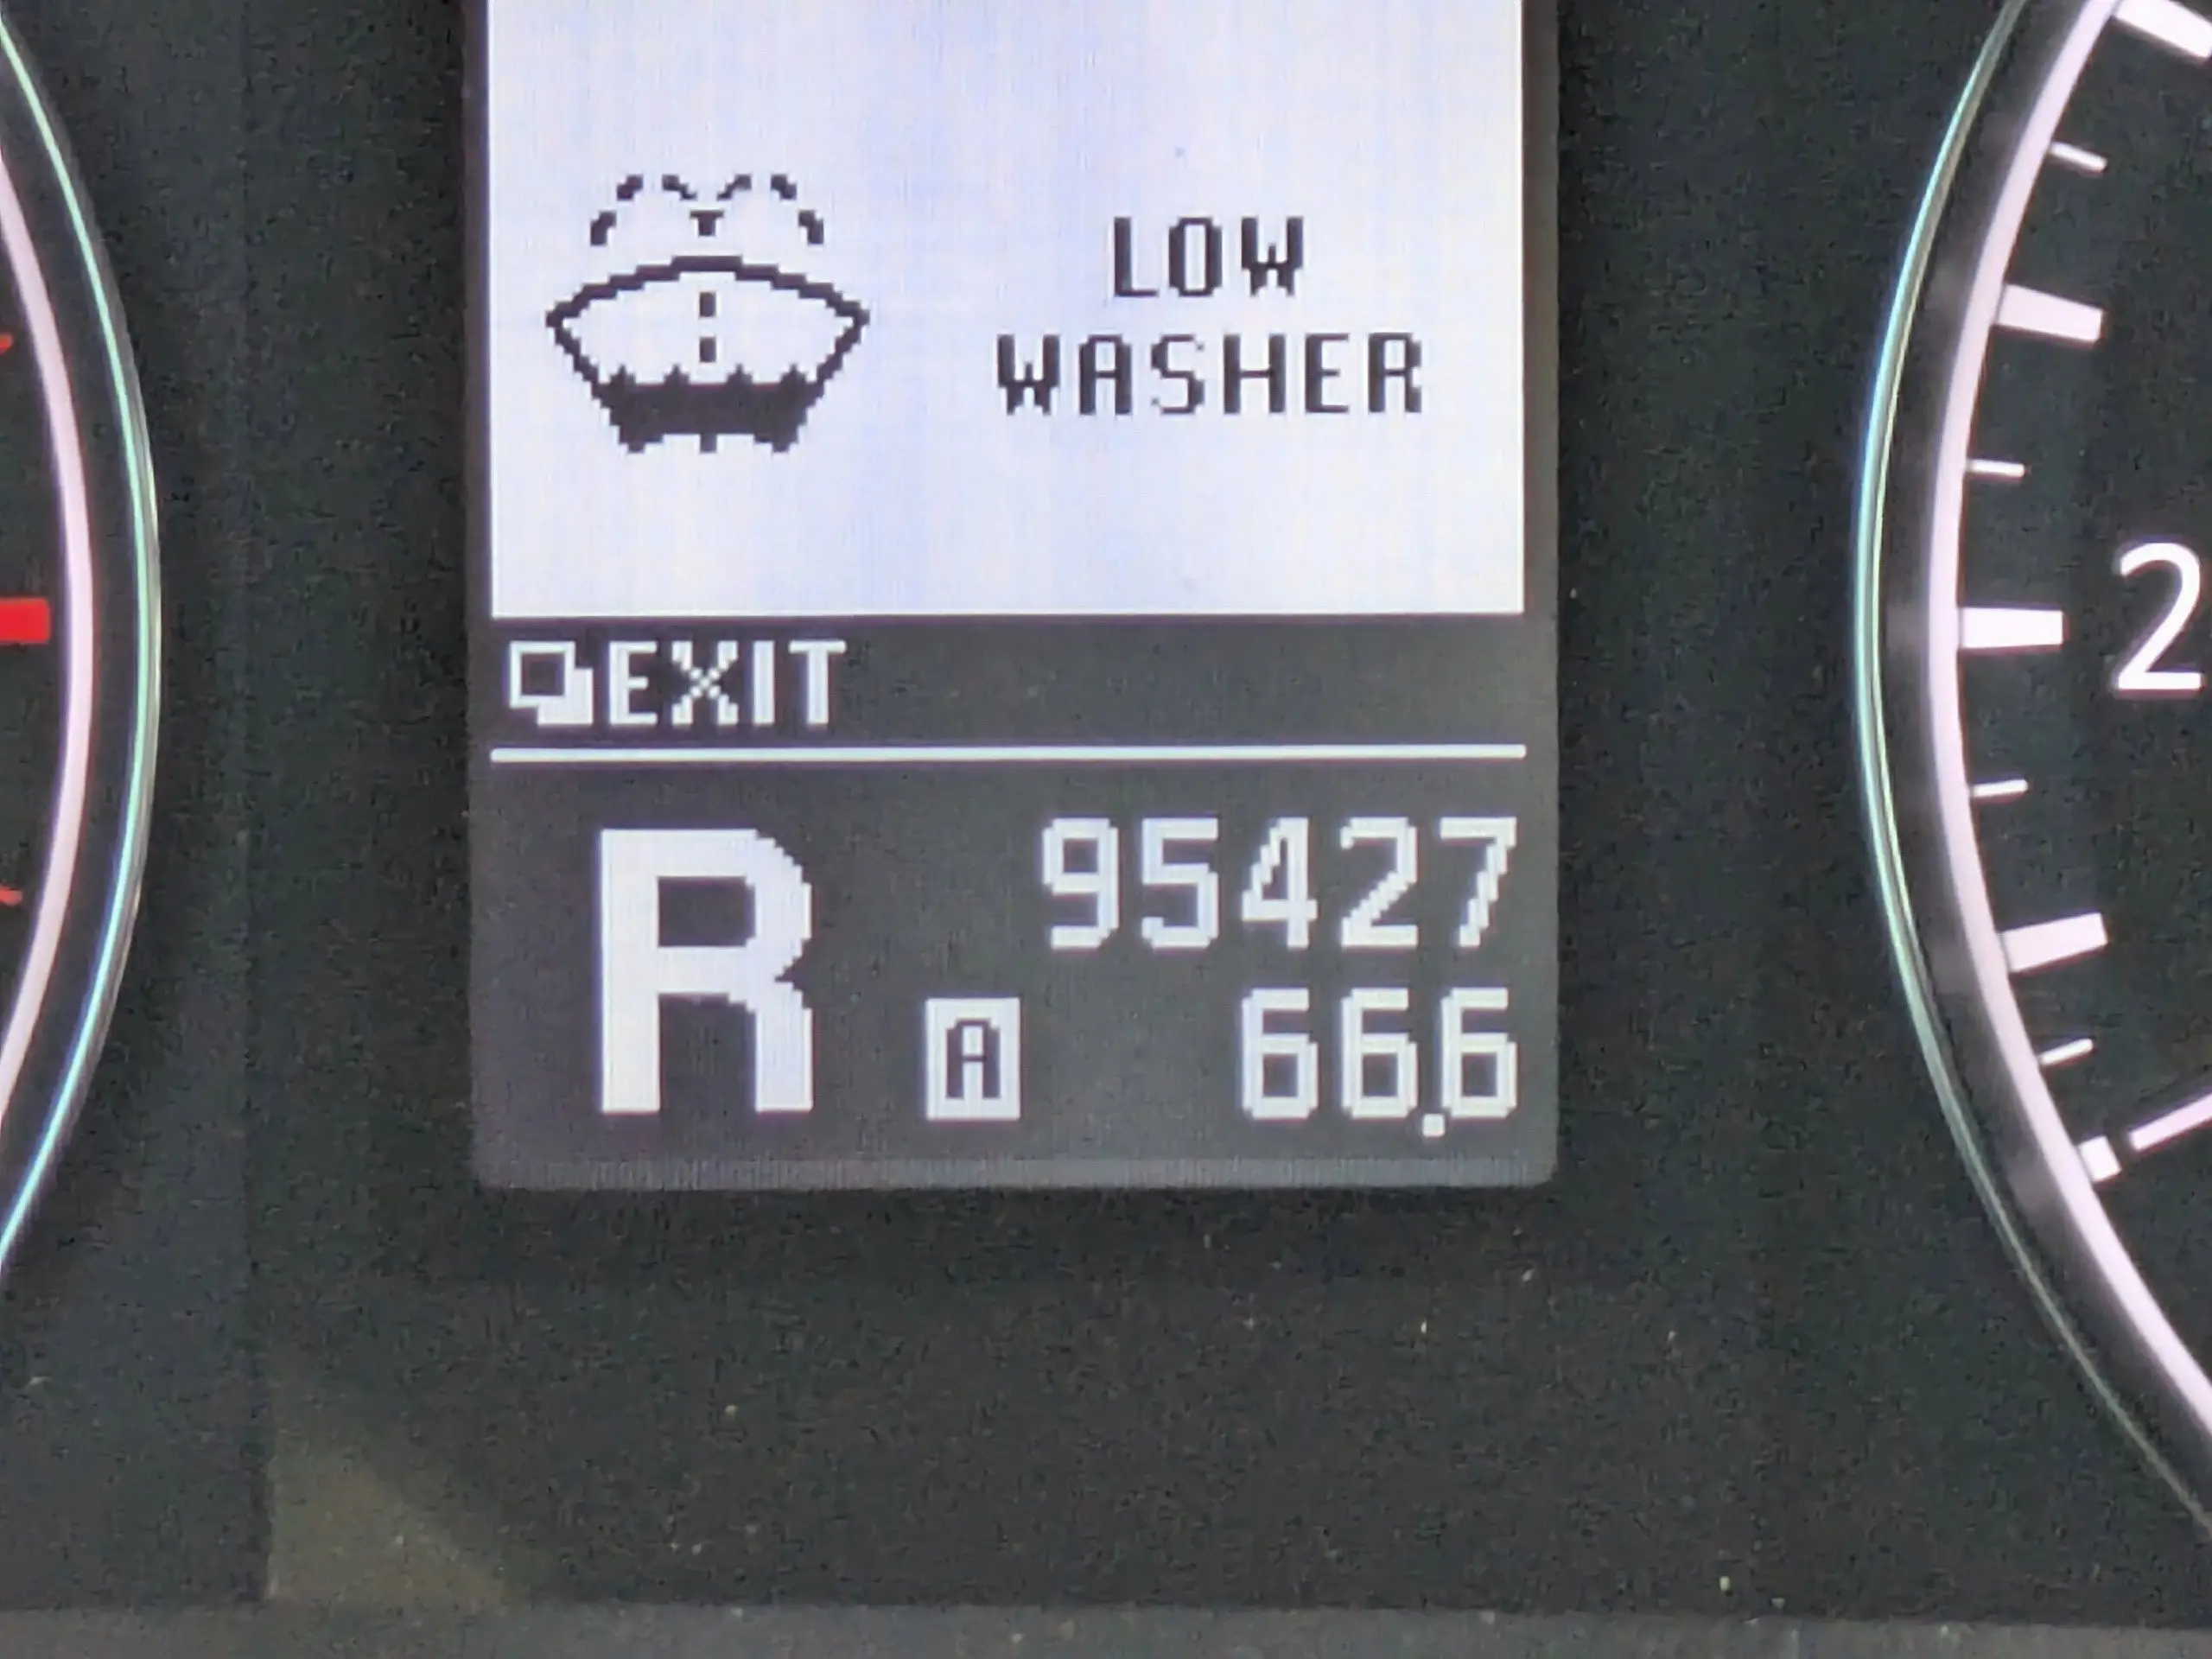 LOW
WASHER
EXIT
2
R
95427
A
66.6